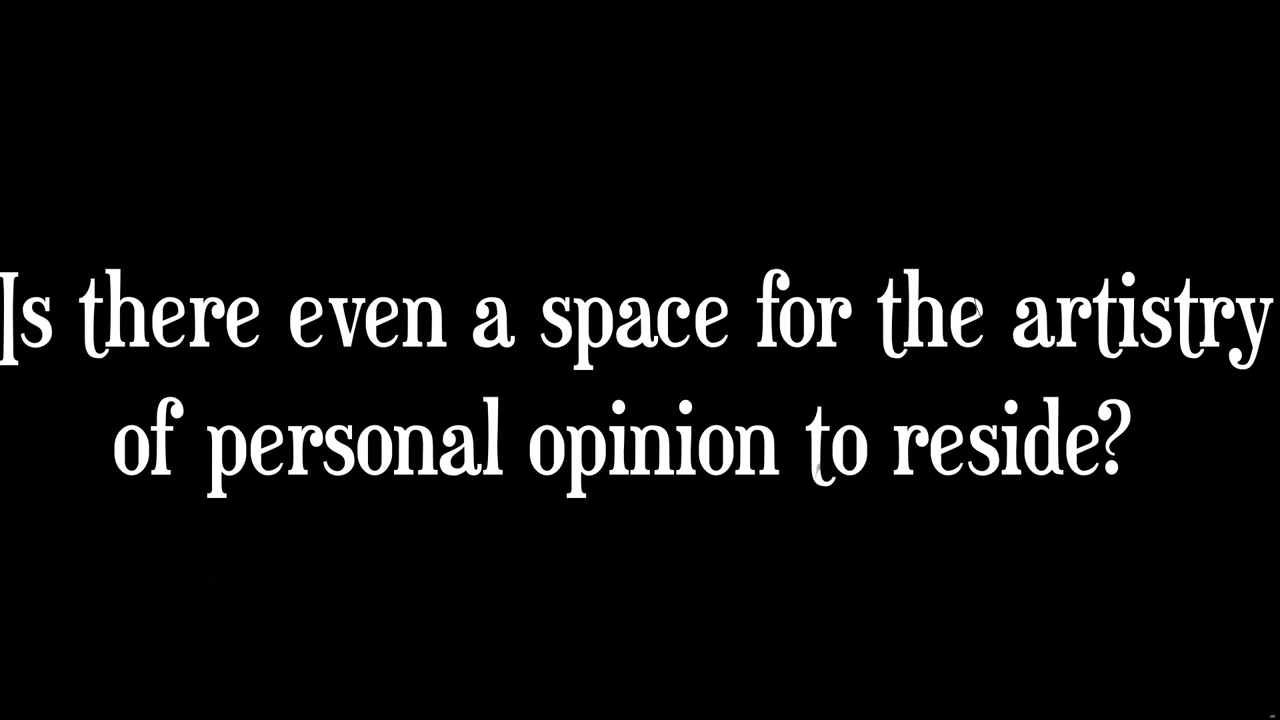 Is there even a space for the artistry
of personal opinion to reside?